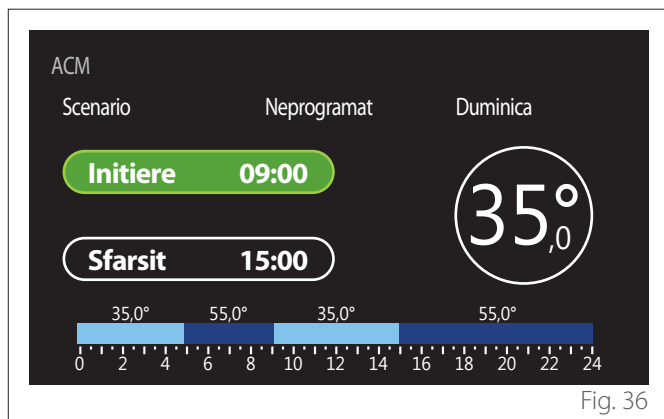 ACM
Scenario Neprogramat Duminica
Initiere 09:00
35,0°
Sfarsit 15:00
35,0° 55,0° 35,0° 55,0°
0 2 4 6 8 10 12 14 16 18 20 22 24
Fig. 36